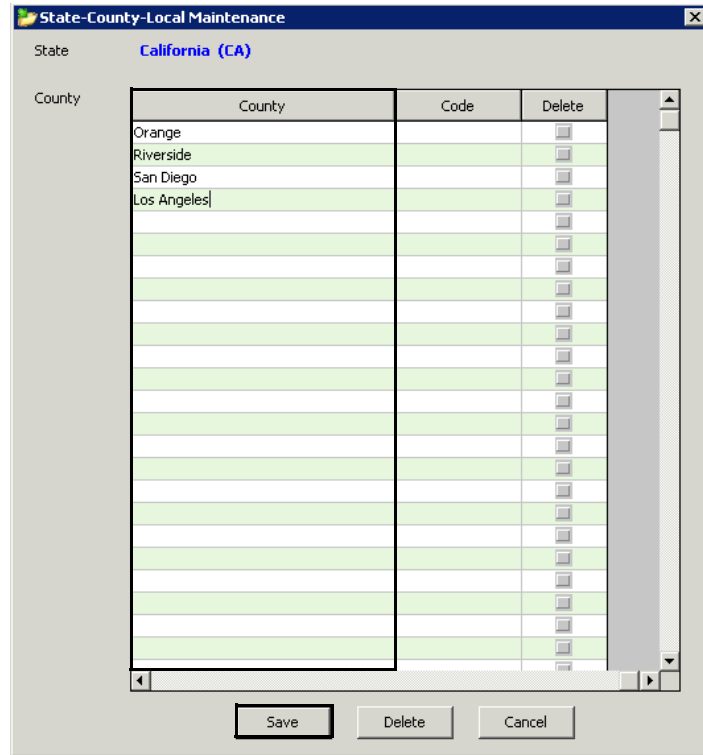 State-County-Local Maintenance
State California (CA)
County
County Code Delete
Orange
Riverside
San Diego
Los Angeles
Save Delete Cancel